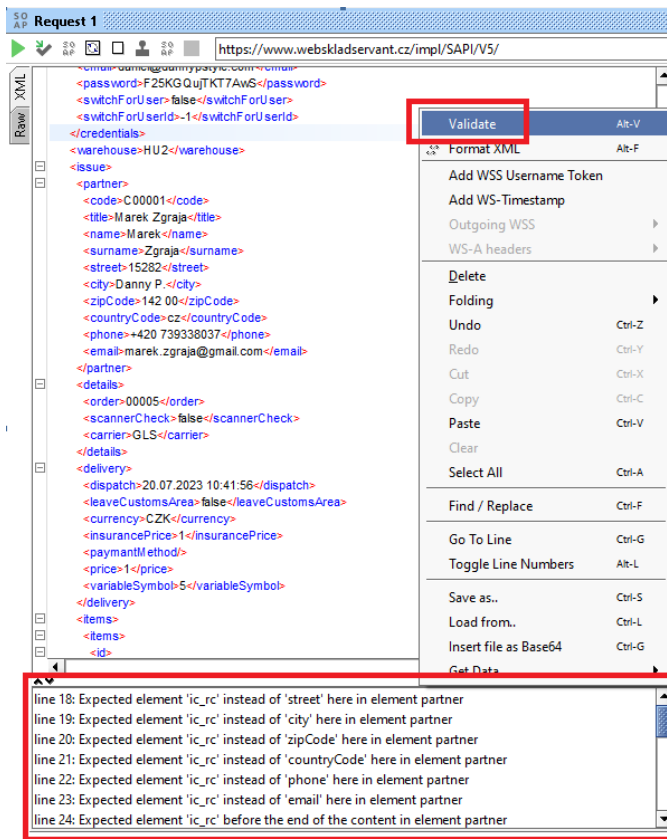 SO AP Request 1
https://www.webskladservant.cz/impl/SAPI/V5/
XML
Raw
<email>daniel@dannypstyle.com</email>
<password>F25KGQujTKT7AwS</password>
<switchForUser>false</switchForUser>
<switchForUserId>-1</switchForUserId>
</credentials>
<warehouse>HU2</warehouse>
<issue>
<partner>
<code>C00001</code>
<title>Marek Zgraja</title>
<name>Marek</name>
<surname>Zgraja</surname>
<street>15282</street>
<city>Danny P.</city>
<zipCode>142 00</zipCode>
<countryCode>cz</countryCode>
<phone>+420 739338037</phone>
<email>marek.zgraja@gmail.com</email>
</partner>
<details>
<order>00005</order>
<scannerCheck>false</scannerCheck>
<carrier>GLS</carrier>
</details>
<delivery>
<dispatch>20.07.2023 10:41:56</dispatch>
<leaveCustomsArea>false</leaveCustomsArea>
<currency>CZK</currency>
<insurancePrice>1</insurancePrice>
<paymantMethod/>
<price>1</price>
<variableSymbol>5</variableSymbol>
</delivery>
<items>
<items>
<id>
Validate Alt-V
Format XML Alt-F
Add WSS Username Token
Add WS-Timestamp
Outgoing WSS
WS-A headers
Delete
Folding
Undo Ctrl-Z
Redo Ctrl-Y
Cut Ctrl-X
Copy Ctrl-C
Paste Ctrl-V
Clear
Select All Ctrl-A
Find / Replace Ctrl-F
Go To Line Ctrl-G
Toggle Line Numbers Alt-L
Save as.. Ctrl-S
Load from.. Ctrl-L
Insert file as Base64 Ctrl-G
Get Data
line 18: Expected element 'ic_rc' instead of 'street' here in element partner
line 19: Expected element 'ic_rc' instead of 'city' here in element partner
line 20: Expected element 'ic_rc' instead of 'zipCode' here in element partner
line 21: Expected element 'ic_rc' instead of 'countryCode' here in element partner
line 22: Expected element 'ic_rc' instead of 'phone' here in element partner
line 23: Expected element 'ic_rc' instead of 'email' here in element partner
line 24: Expected element 'ic_rc' before the end of the content in element partner